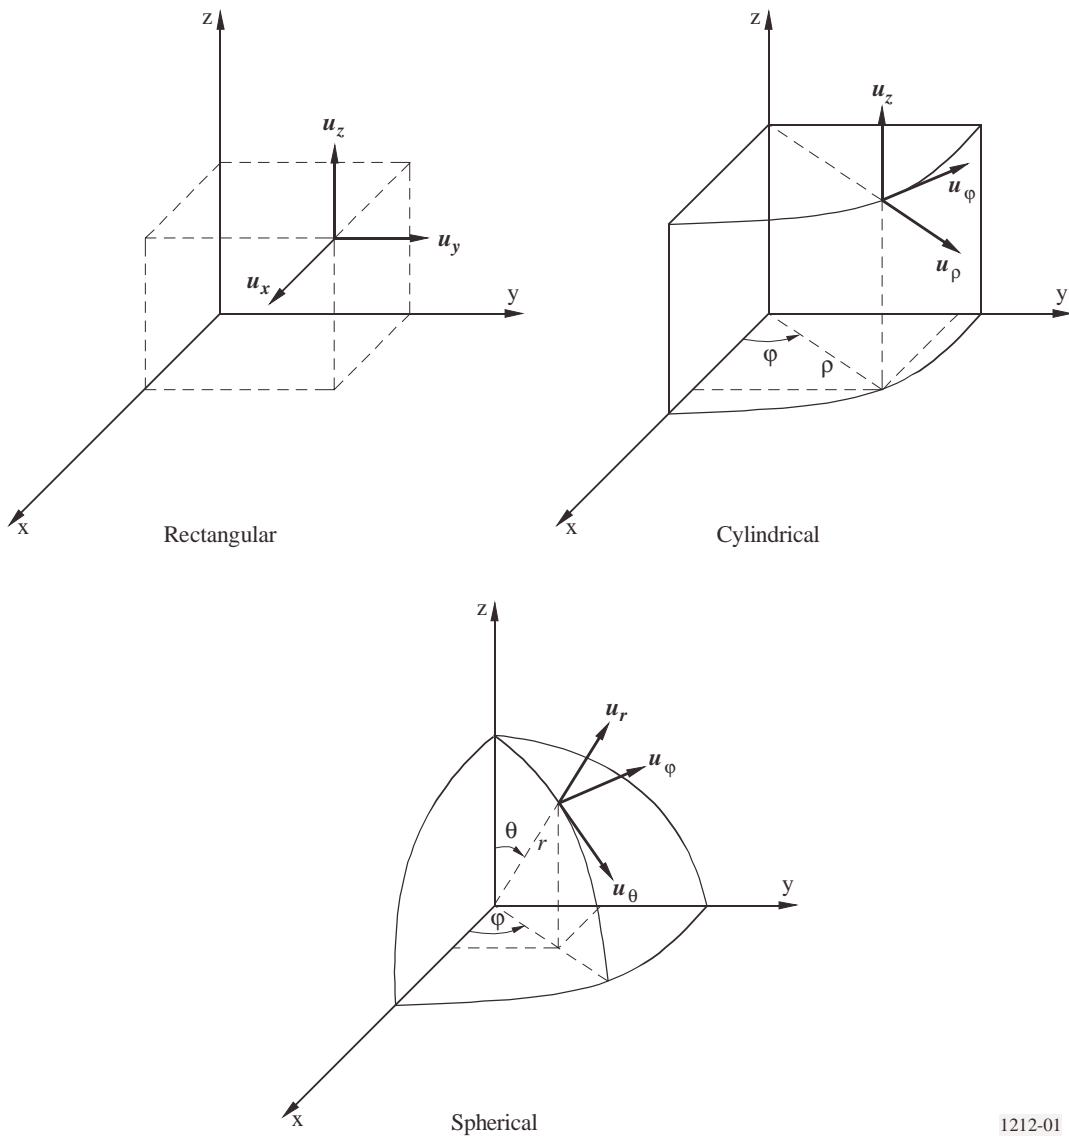 z
u_z
u_y
u_x
y
x
Rectangular
z
u_z
u_φ
u_ρ
y
φ
ρ
x
Cylindrical
z
u_r
u_φ
θ
r
u_θ
y
φ
x
Spherical
1212-01